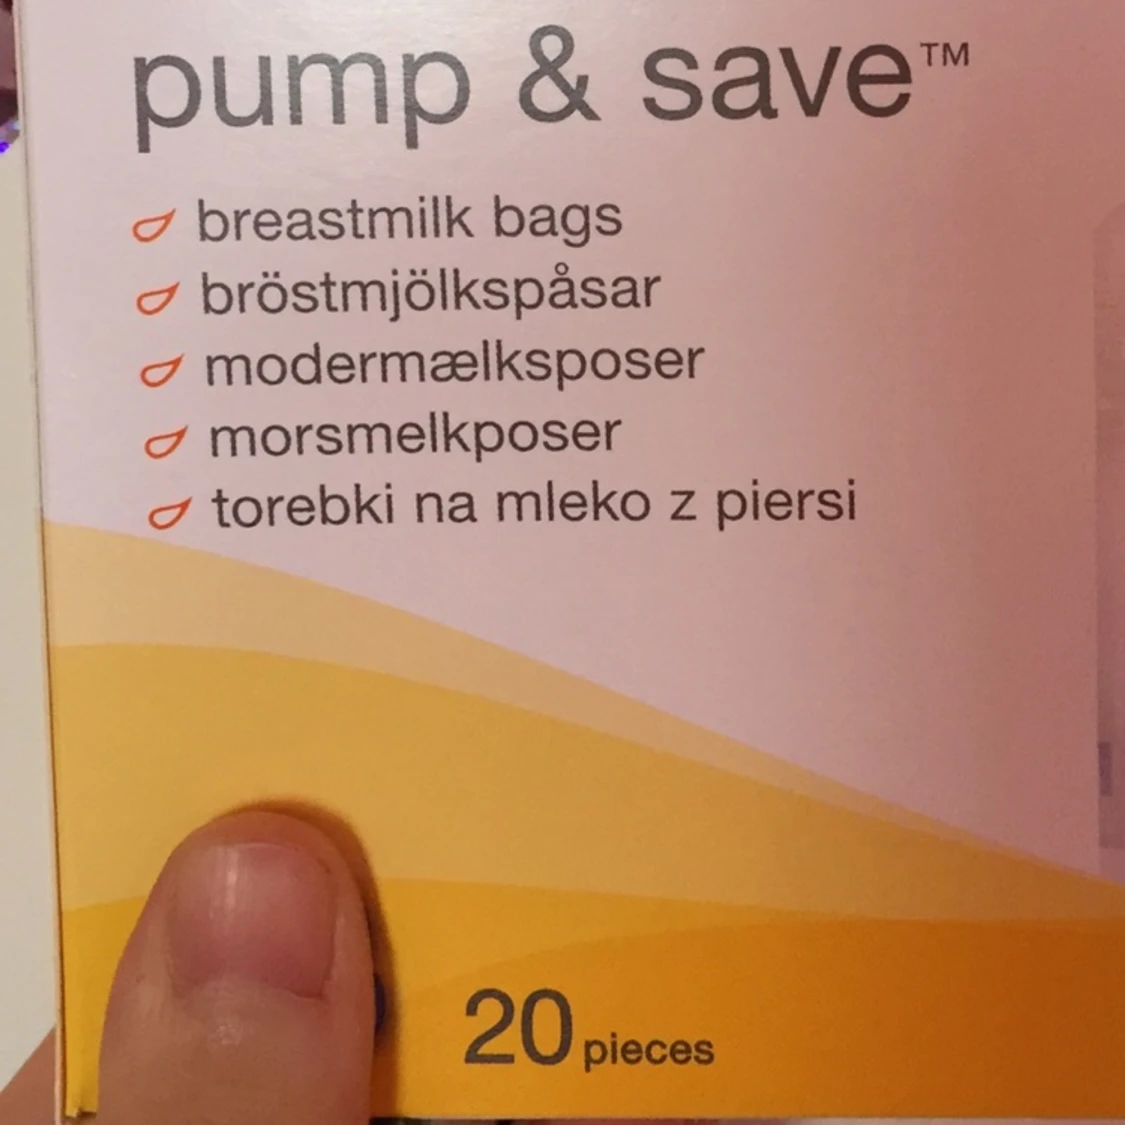 pump & save™
breastmilk bags
bröstmjölkspåsar
modermælksposer
morsmelkposer
torebki na mleko z piersi
20 pieces